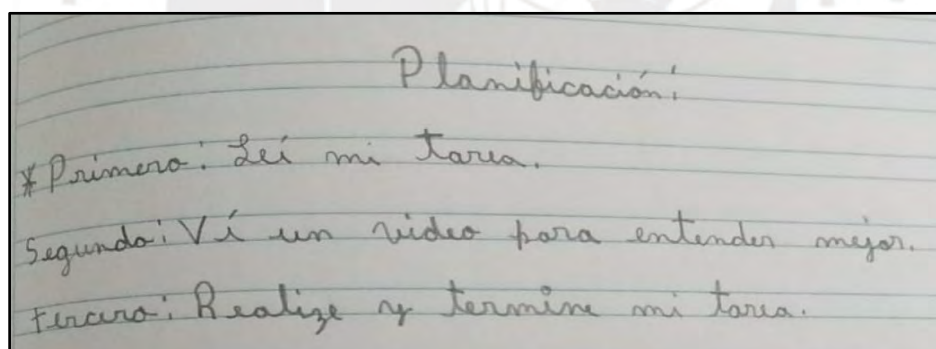 Planificación:
*Primero: Leí mi tarea.
Segundo: Ví un video para entender mejor.
tercero: Realize y termine mi tarea.